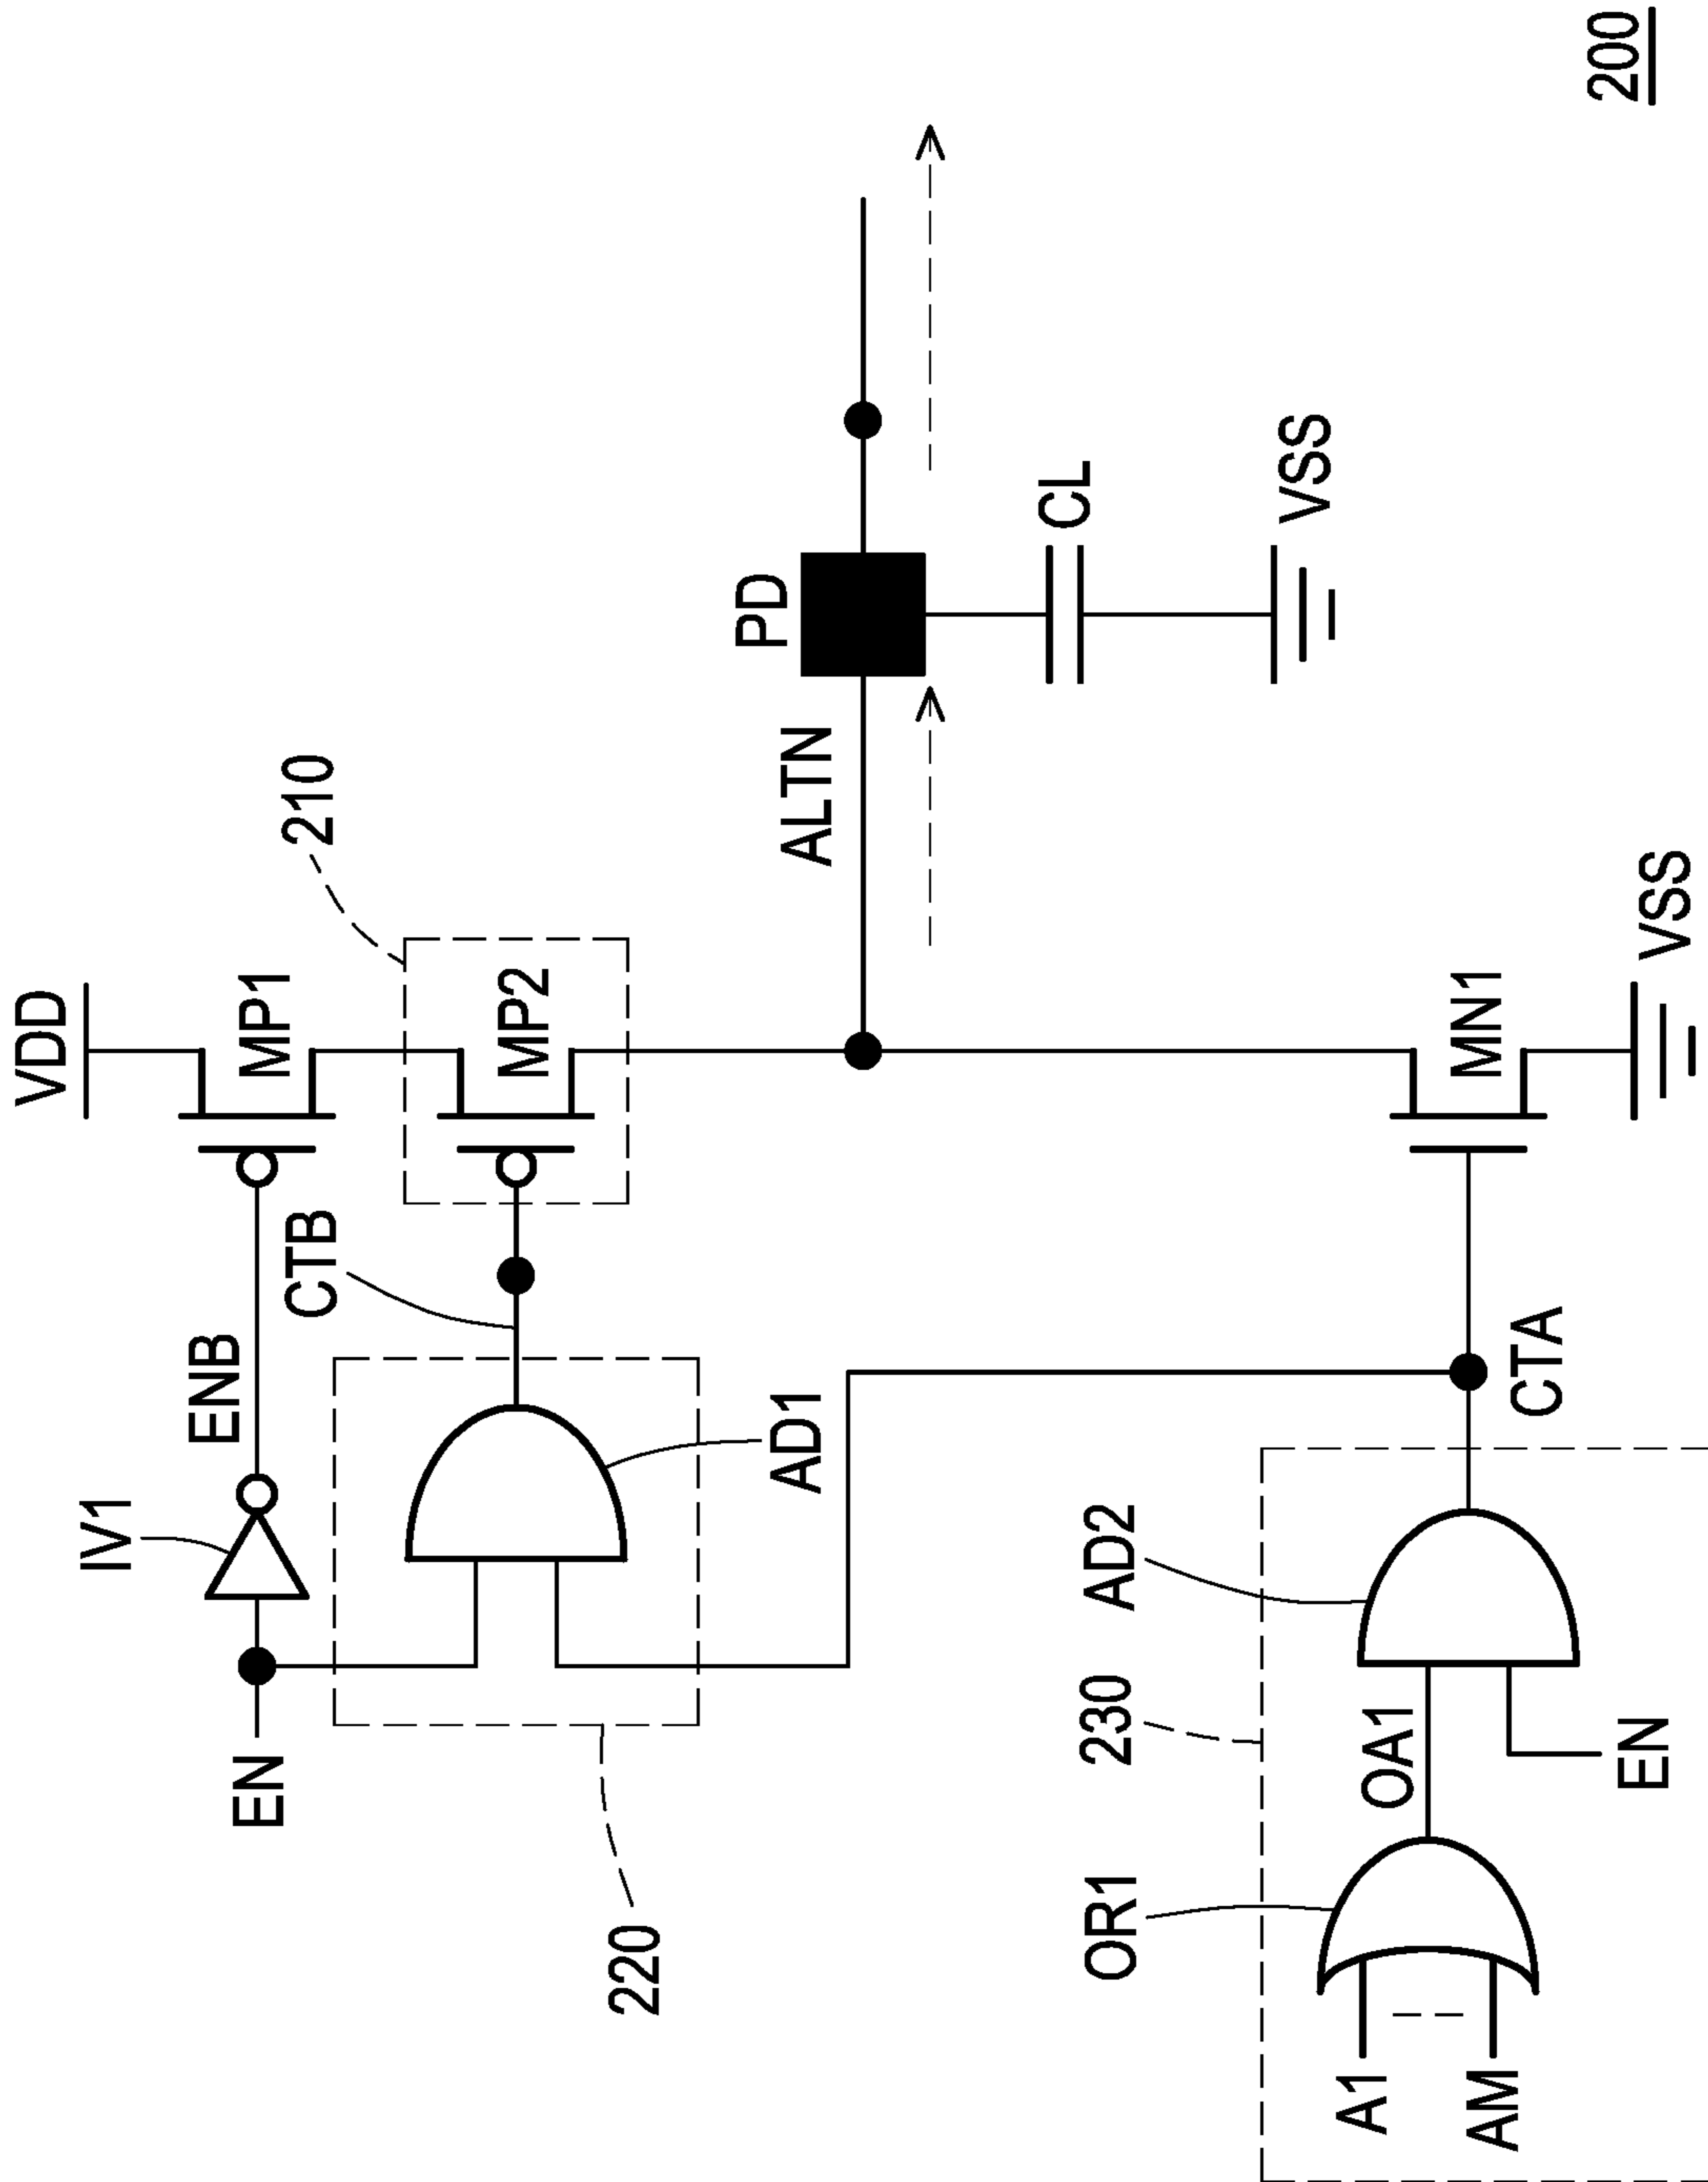 200
VDD
MP1
210
MP2
IV1
ENB
EN
CTB
AD1
220
PD
ALTN
CL
VSS
230
AD2
OR1
OA1
A1
AM
EN
CTA
MN1
VSS